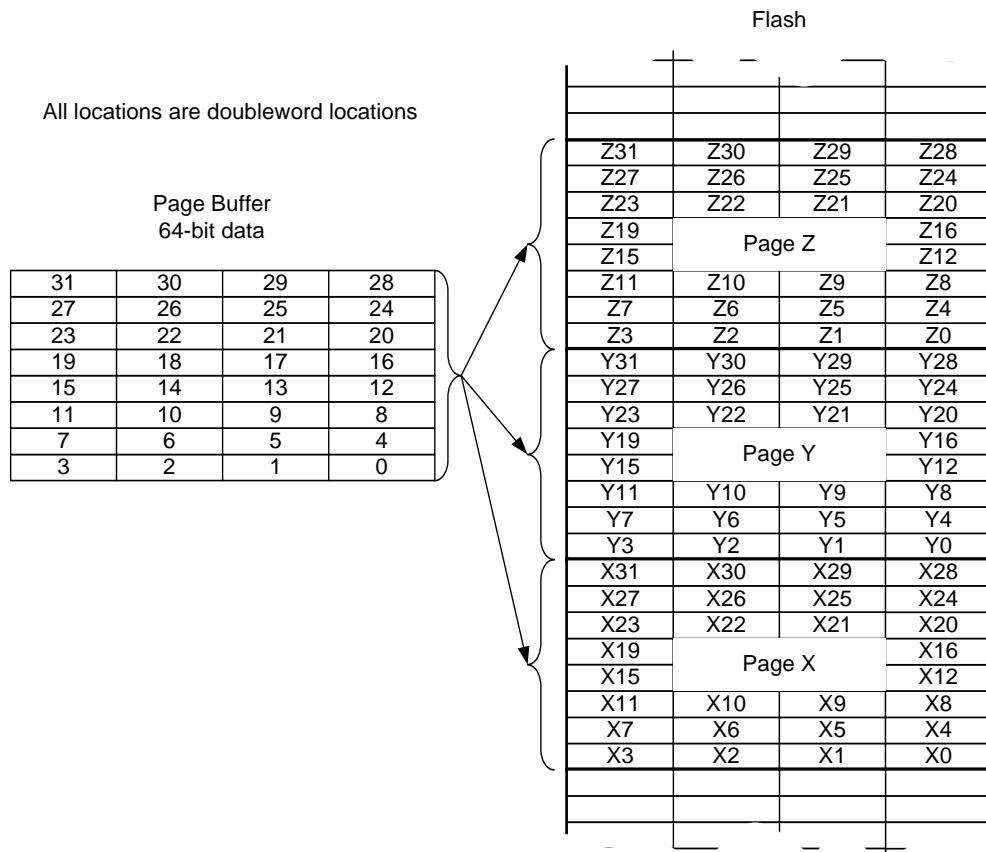 Flash
All locations are doubleword locations
Page Buffer
64-bit data
31 30 29 28
27 26 25 24
23 22 21 20
19 18 17 16
15 14 13 12
11 10 9 8
7 6 5 4
3 2 1 0
Z31 Z30 Z29 Z28
Z27 Z26 Z25 Z24
Z23 Z22 Z21 Z20
Z19 Z16
Page Z
Z15 Z12
Z11 Z10 Z9 Z8
Z7 Z6 Z5 Z4
Z3 Z2 Z1 Z0
Y31 Y30 Y29 Y28
Y27 Y26 Y25 Y24
Y23 Y22 Y21 Y20
Y19 Y16
Page Y
Y15 Y12
Y11 Y10 Y9 Y8
Y7 Y6 Y5 Y4
Y3 Y2 Y1 Y0
X31 X30 X29 X28
X27 X26 X25 X24
X23 X22 X21 X20
X19 X16
Page X
X15 X12
X11 X10 X9 X8
X7 X6 X5 X4
X3 X2 X1 X0